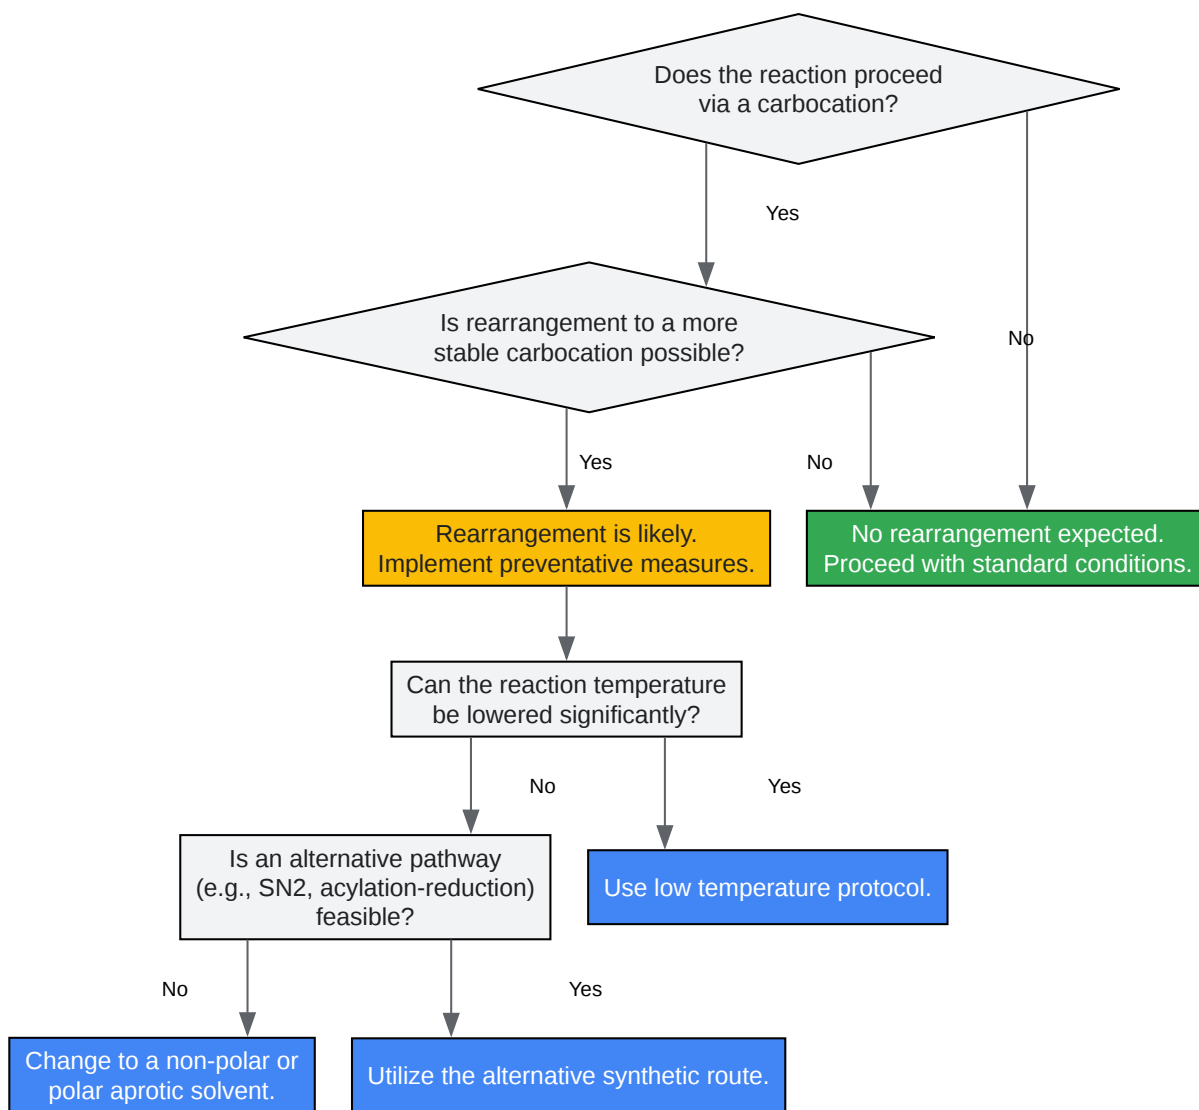 Does the reaction proceed
via a carbocation?
Yes
Is rearrangement to a more
stable carbocation possible?
No
Yes
No
Rearrangement is likely.
Implement preventative measures.
No rearrangement expected.
Proceed with standard conditions.
Can the reaction temperature
be lowered significantly?
No
Yes
Is an alternative pathway
(e.g., SN2, acylation-reduction)
feasible?
Use low temperature protocol.
No
Yes
Change to a non-polar or
polar aprotic solvent.
Utilize the alternative synthetic route.